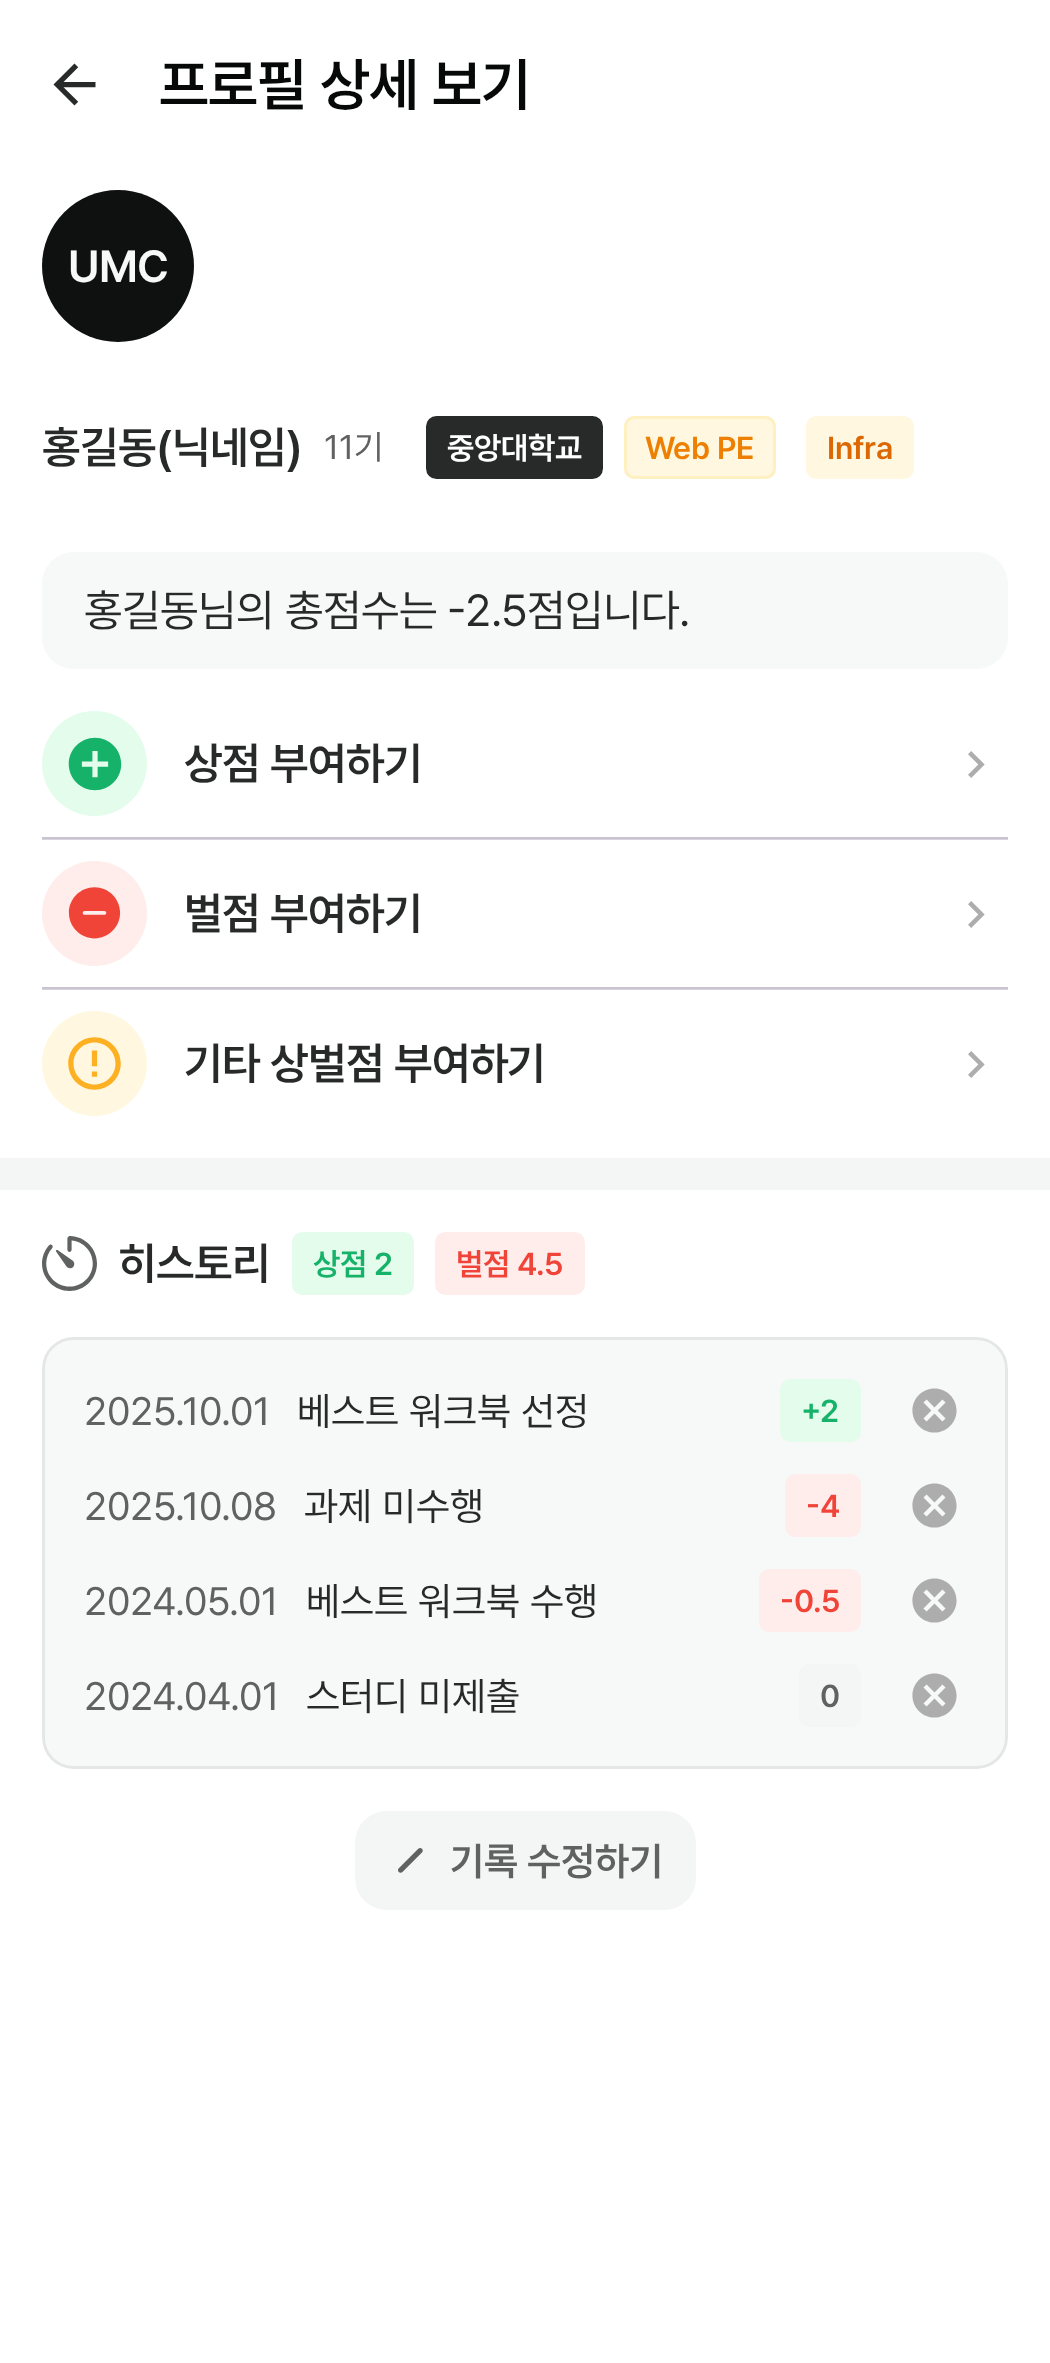 프로필 상세 보기
UMC
홍길동(닉네임) 11기 중앙대학교 Web PE Infra
홍길동님의 총점수는 -2.5점입니다.
상점 부여하기
벌점 부여하기
기타 상벌점 부여하기
히스토리 상점 2 벌점 4.5
2025.10.01 베스트 워크북 선정 +2
2025.10.08 과제 미수행 -4
2024.05.01 베스트 워크북 수행 -0.5
2024.04.01 스터디 미제출 0
기록 수정하기